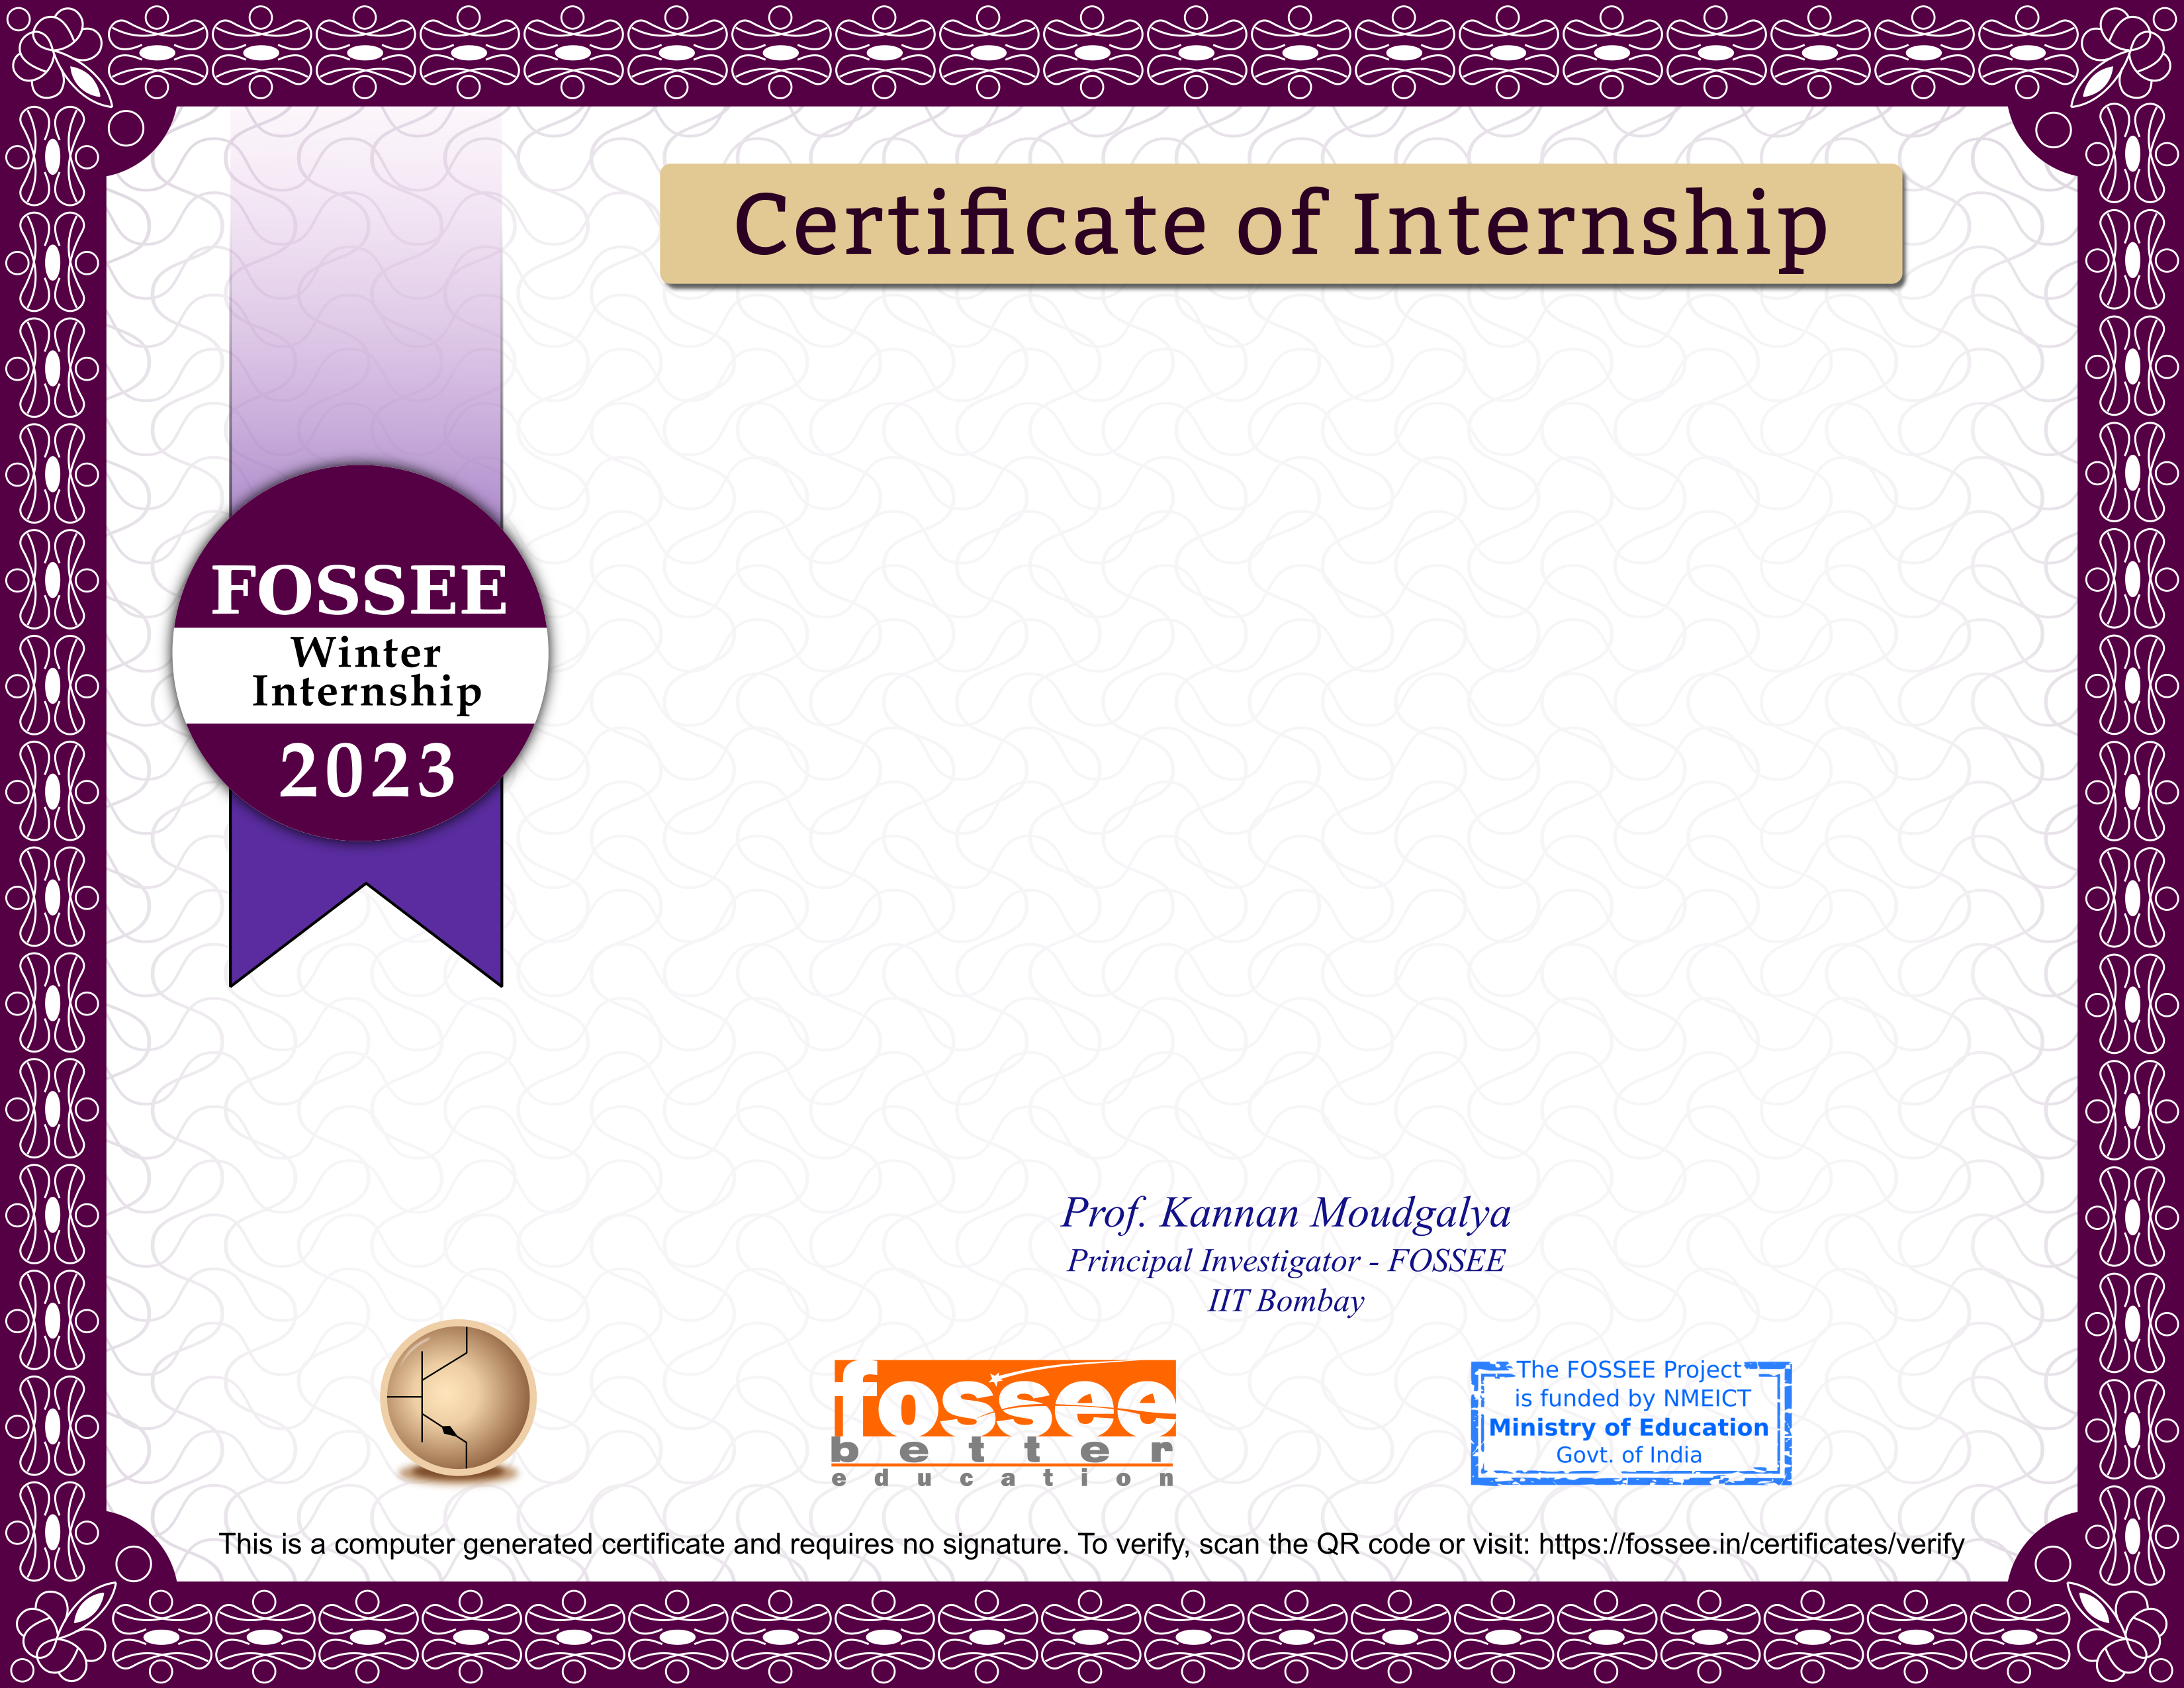 Certificate of Internship
FOSSEE
Winter
Internship
2023
Prof. Kannan Moudgalya
Principal Investigator - FOSSEE
IIT Bombay
fossee
better
education
The FOSSEE Project
is funded by NMEICT
Ministry of Education
Govt. of India
This is a computer generated certificate and requires no signature. To verify, scan the QR code or visit: https://fossee.in/certificates/verify